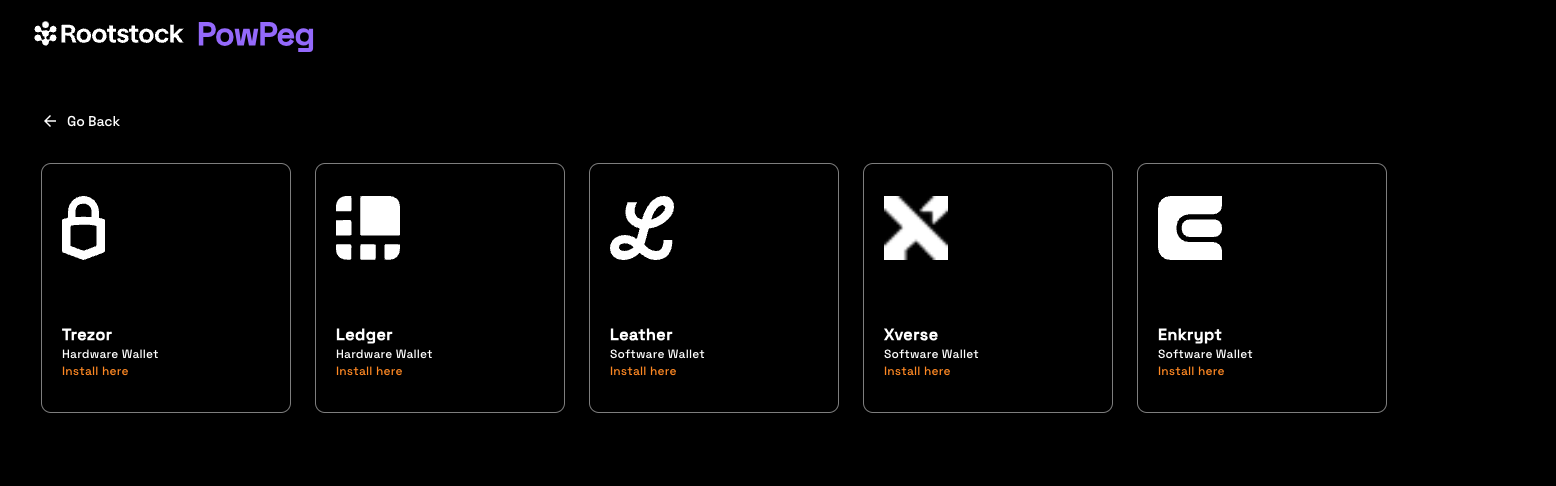 Rootstock PowPeg
Go Back
Trezor
Hardware Wallet
Install here
Ledger
Hardware Wallet
Install here
Leather
Software Wallet
Install here
Xverse
Software Wallet
Install here
Enkrypt
Software Wallet
Install here